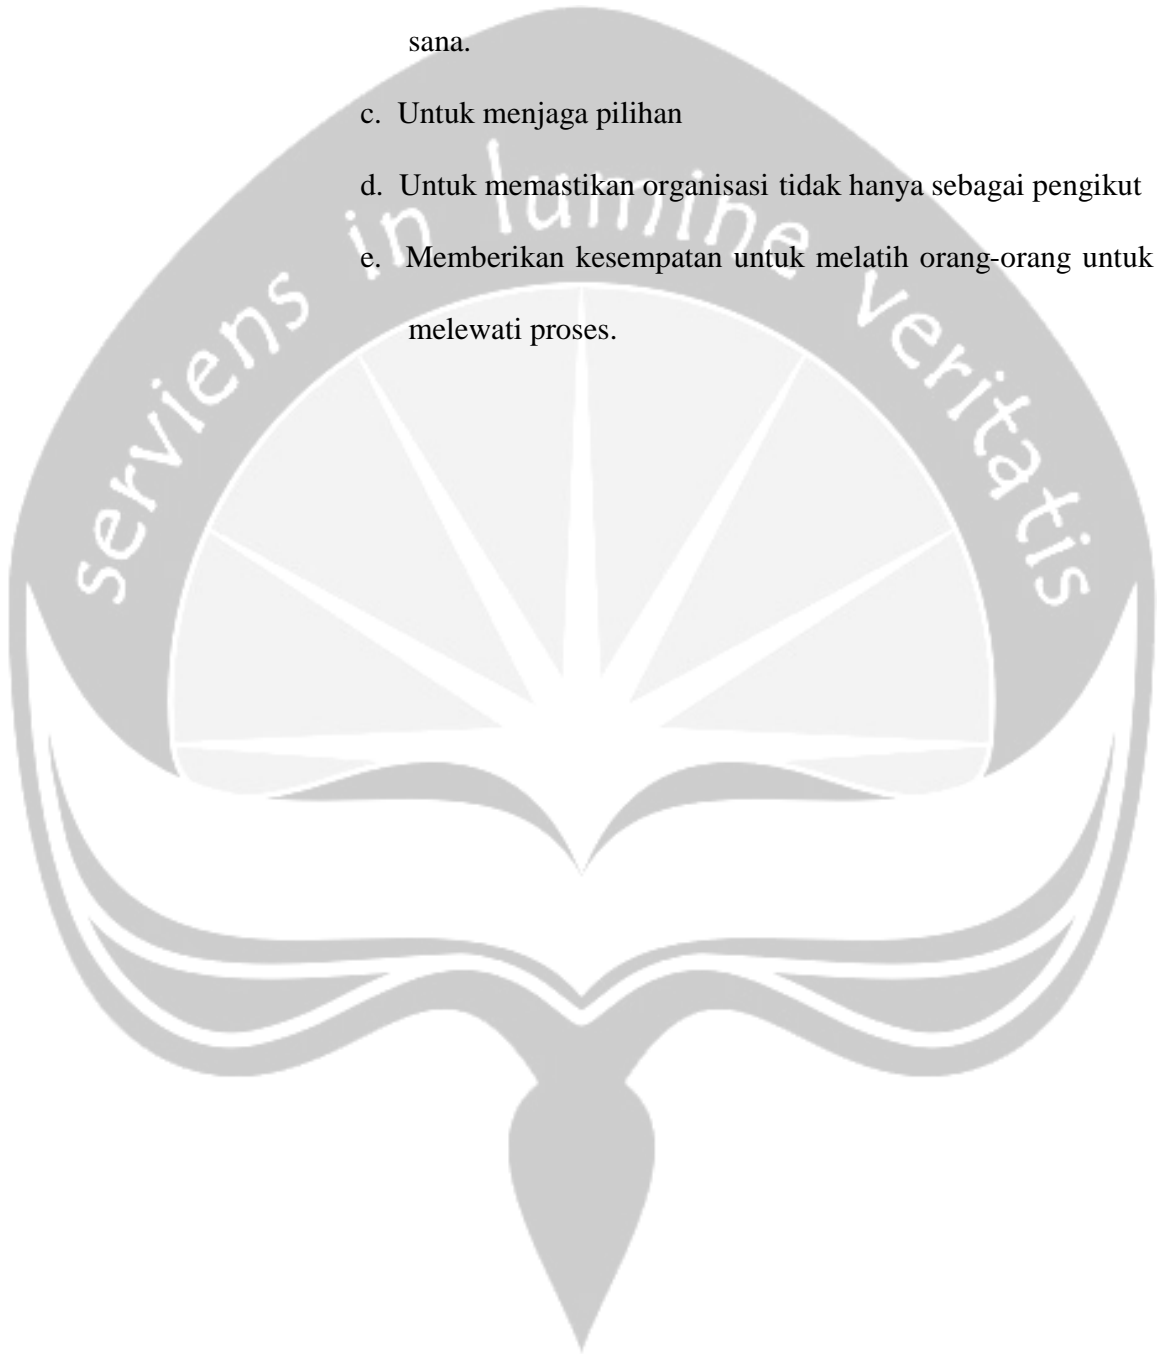 sana.
c. Untuk menjaga pilihan
d. Untuk memastikan organisasi tidak hanya sebagai pengikut
e. Memberikan kesempatan untuk melatih orang-orang untuk
melewati proses.
serviens in lumine veritatis